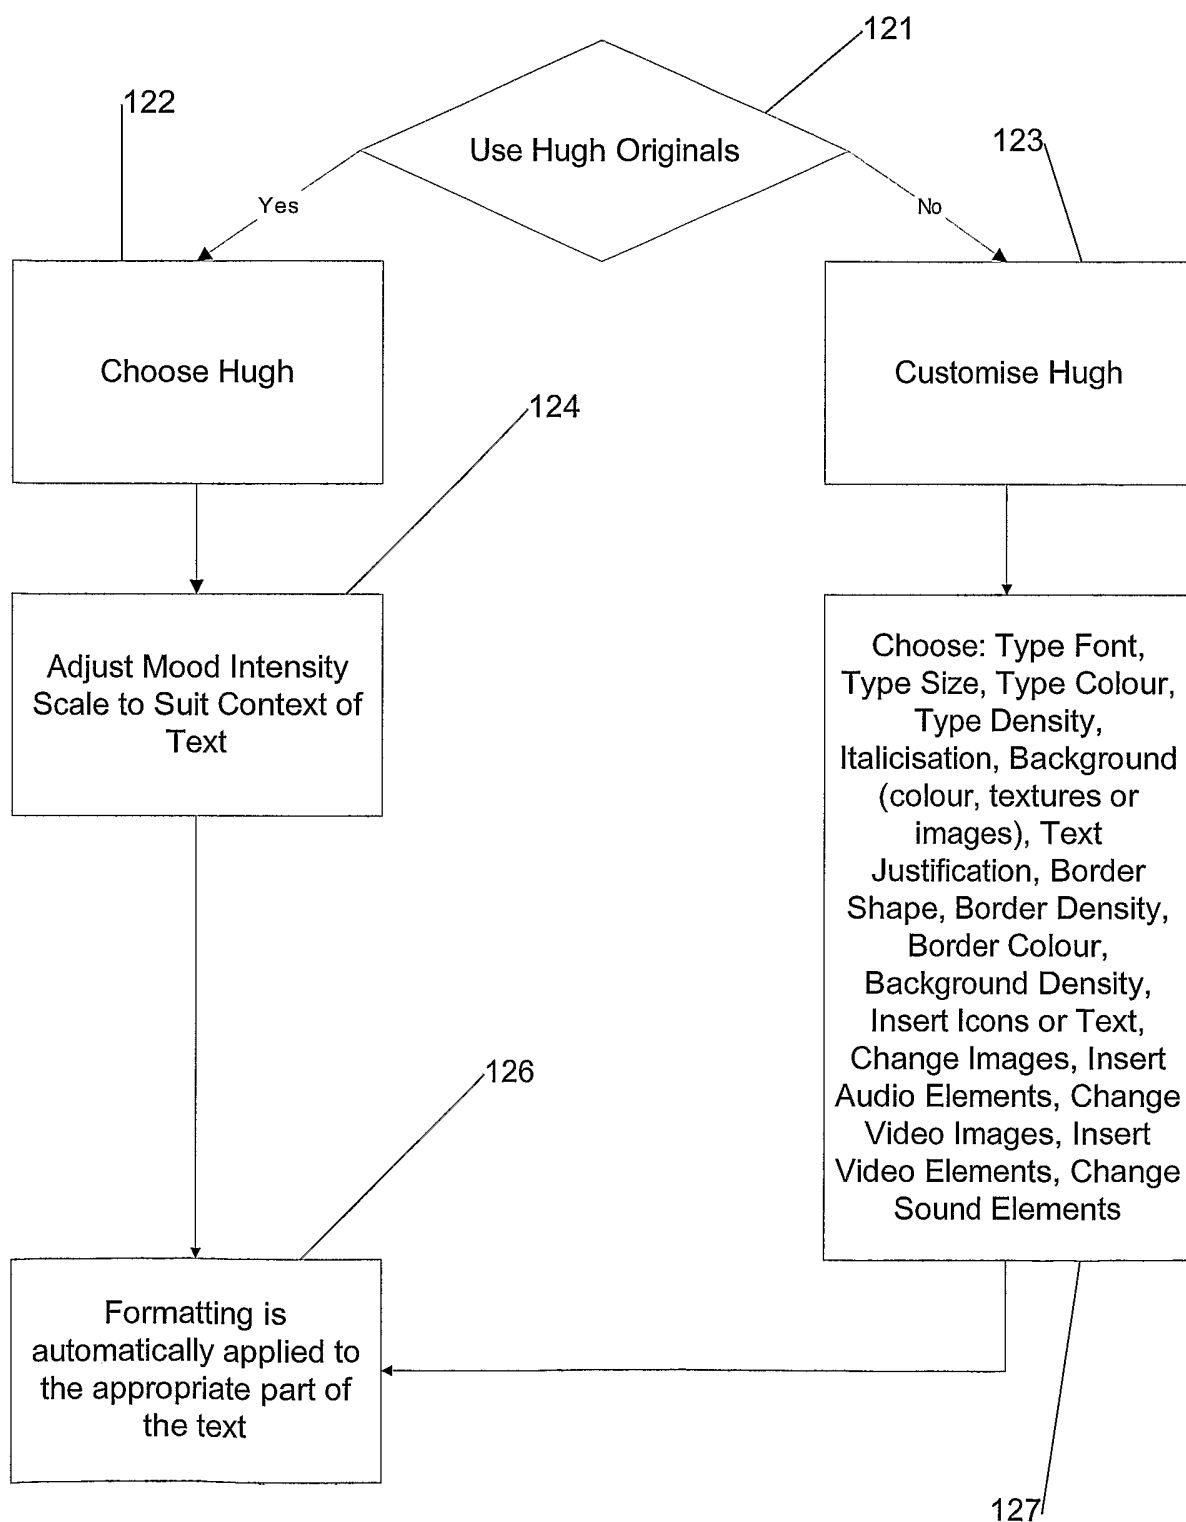 121
122
Use Hugh Originals
123
Yes
No
Choose Hugh
Customise Hugh
124
Adjust Mood Intensity
Scale to Suit Context of
Text
Choose: Type Font,
Type Size, Type Colour,
Type Density,
Italicisation, Background
(colour, textures or
images), Text
Justification, Border
Shape, Border Density,
Border Colour,
Background Density,
Insert Icons or Text,
Change Images, Insert
Audio Elements, Change
Video Images, Insert
Video Elements, Change
Sound Elements
126
Formatting is
automatically applied to
the appropriate part of
the text
127